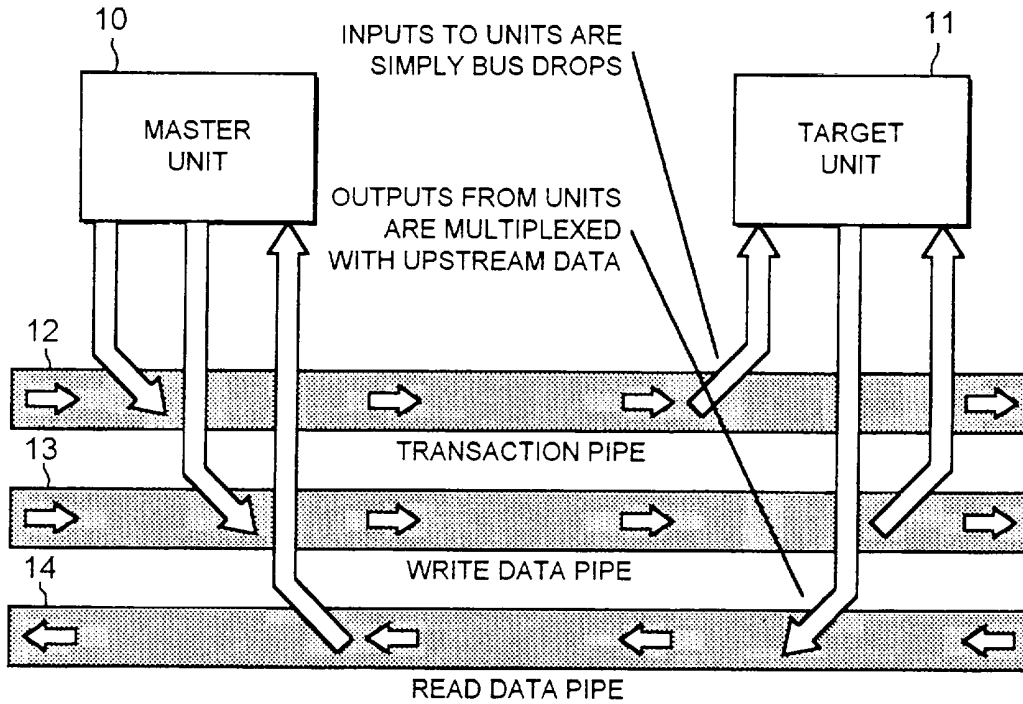 10
INPUTS TO UNITS ARE
SIMPLY BUS DROPS
11
MASTER
UNIT
TARGET
UNIT
OUTPUTS FROM UNITS
ARE MULTIPLEXED
WITH UPSTREAM DATA
12
TRANSACTION PIPE
13
WRITE DATA PIPE
14
READ DATA PIPE